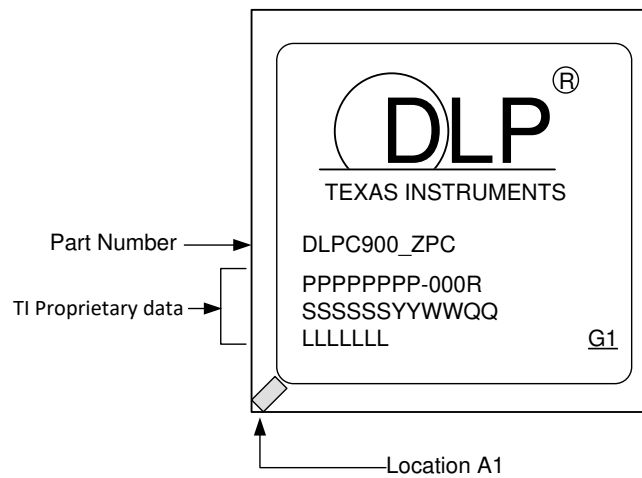 DLP®
TEXAS INSTRUMENTS
Part Number
DLPC900_ZPC
TI Proprietary data
PPPPPPPP-000R
SSSSSSYYWWQQ
LLLLLLL
G1
Location A1